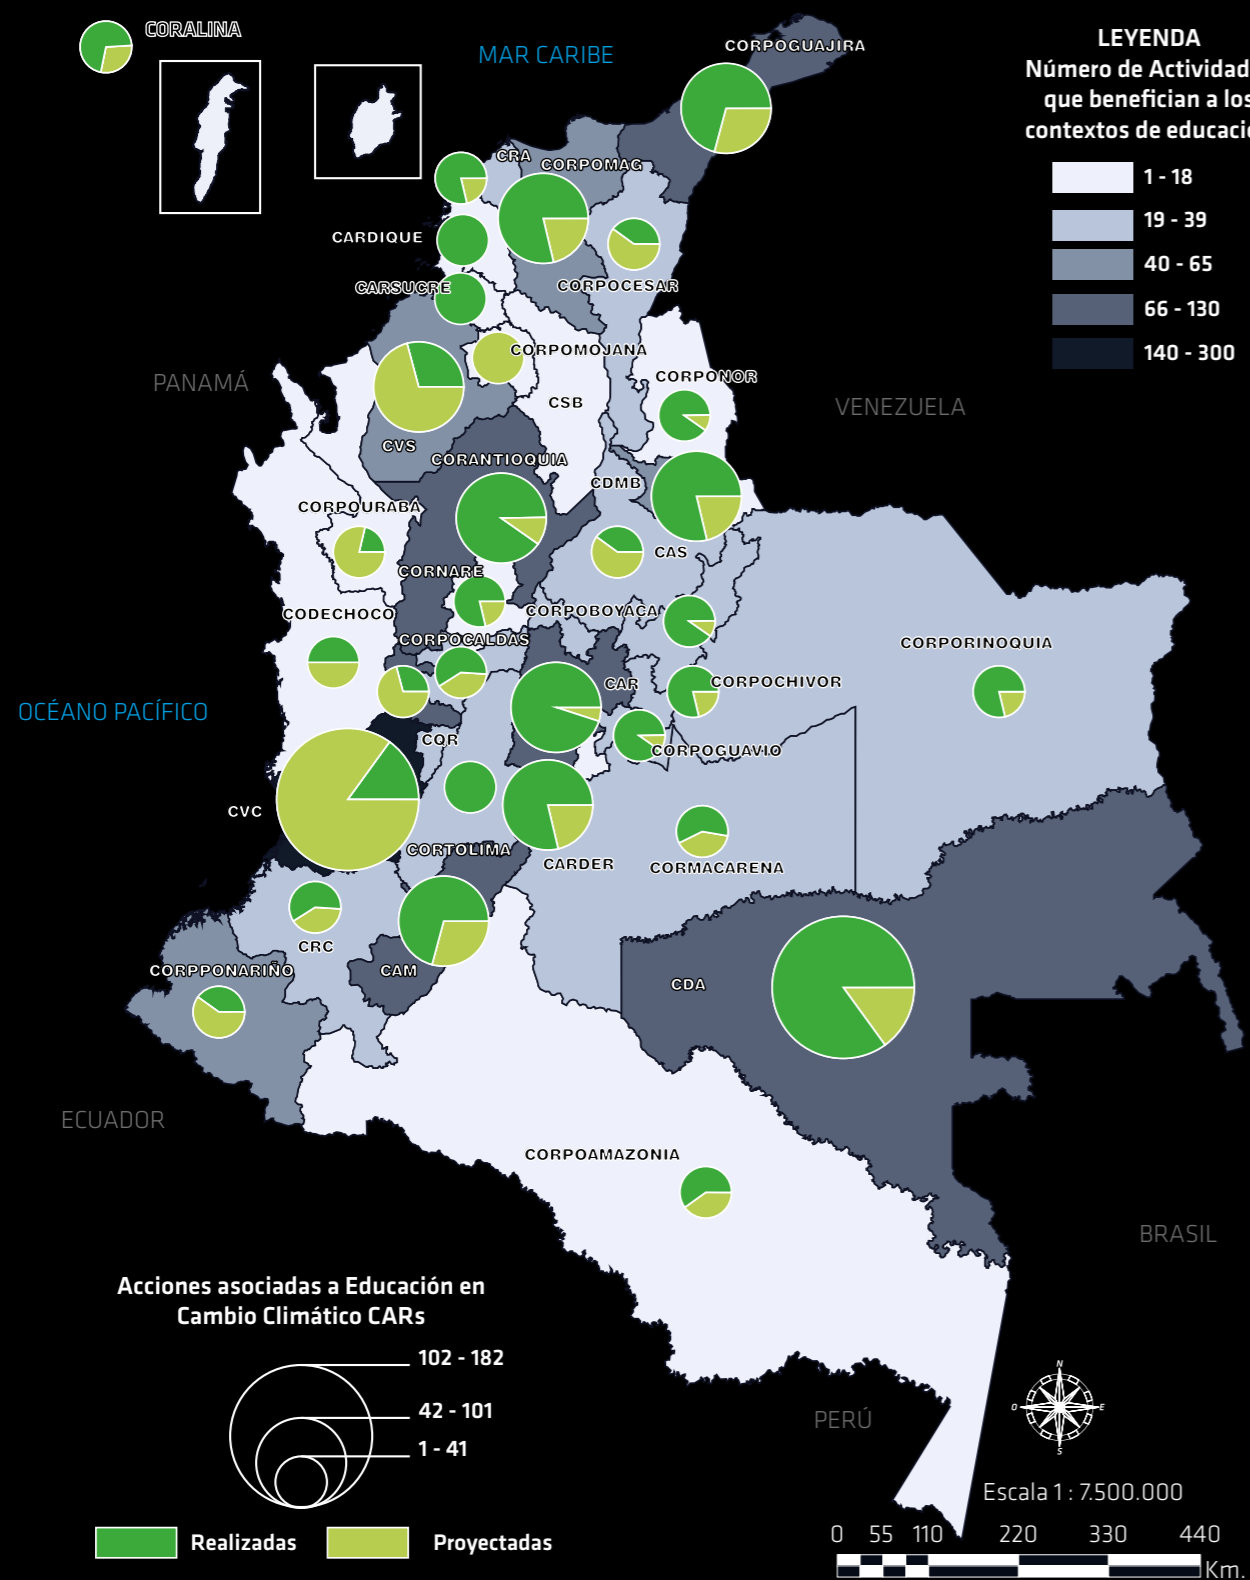 CORALINA
MAR CARIBE
CORPOGUAJIRA
LEYENDA
Número de Actividad
que benefician a los
contextos de educació
1 - 18
19 - 39
40 - 65
66 - 130
140 - 300
CRA
CORPOMAG
CARDIQUE
CARSUCRE
CORPOCESAR
CORPOMOJANA
PANAMÁ
CORPONOR
CSB
VENEZUELA
CVS
CORANTIOQUIA
CDMB
CORPOURABÁ
CAS
CORNARE
CODECHOCO
CORPOBOYACA
CORPOCALDAS
CORPORINOQUIA
CAR
CORPOCHIVOR
OCÉANO PACÍFICO
CQR
CORPOGUAVIO
CVC
CORTOLIMA
CARDER
CORMACARENA
CRC
CORPPONARIÑO
CAM
CDA
ECUADOR
CORPOAMAZONIA
BRASIL
Acciones asociadas a Educación en
Cambio Climático CARs
102 - 182
42 - 101
1 - 41
PERÚ
N
O
E
S
Escala 1 : 7.500.000
Realizadas
Proyectadas
0 55 110 220 330 440
Km.